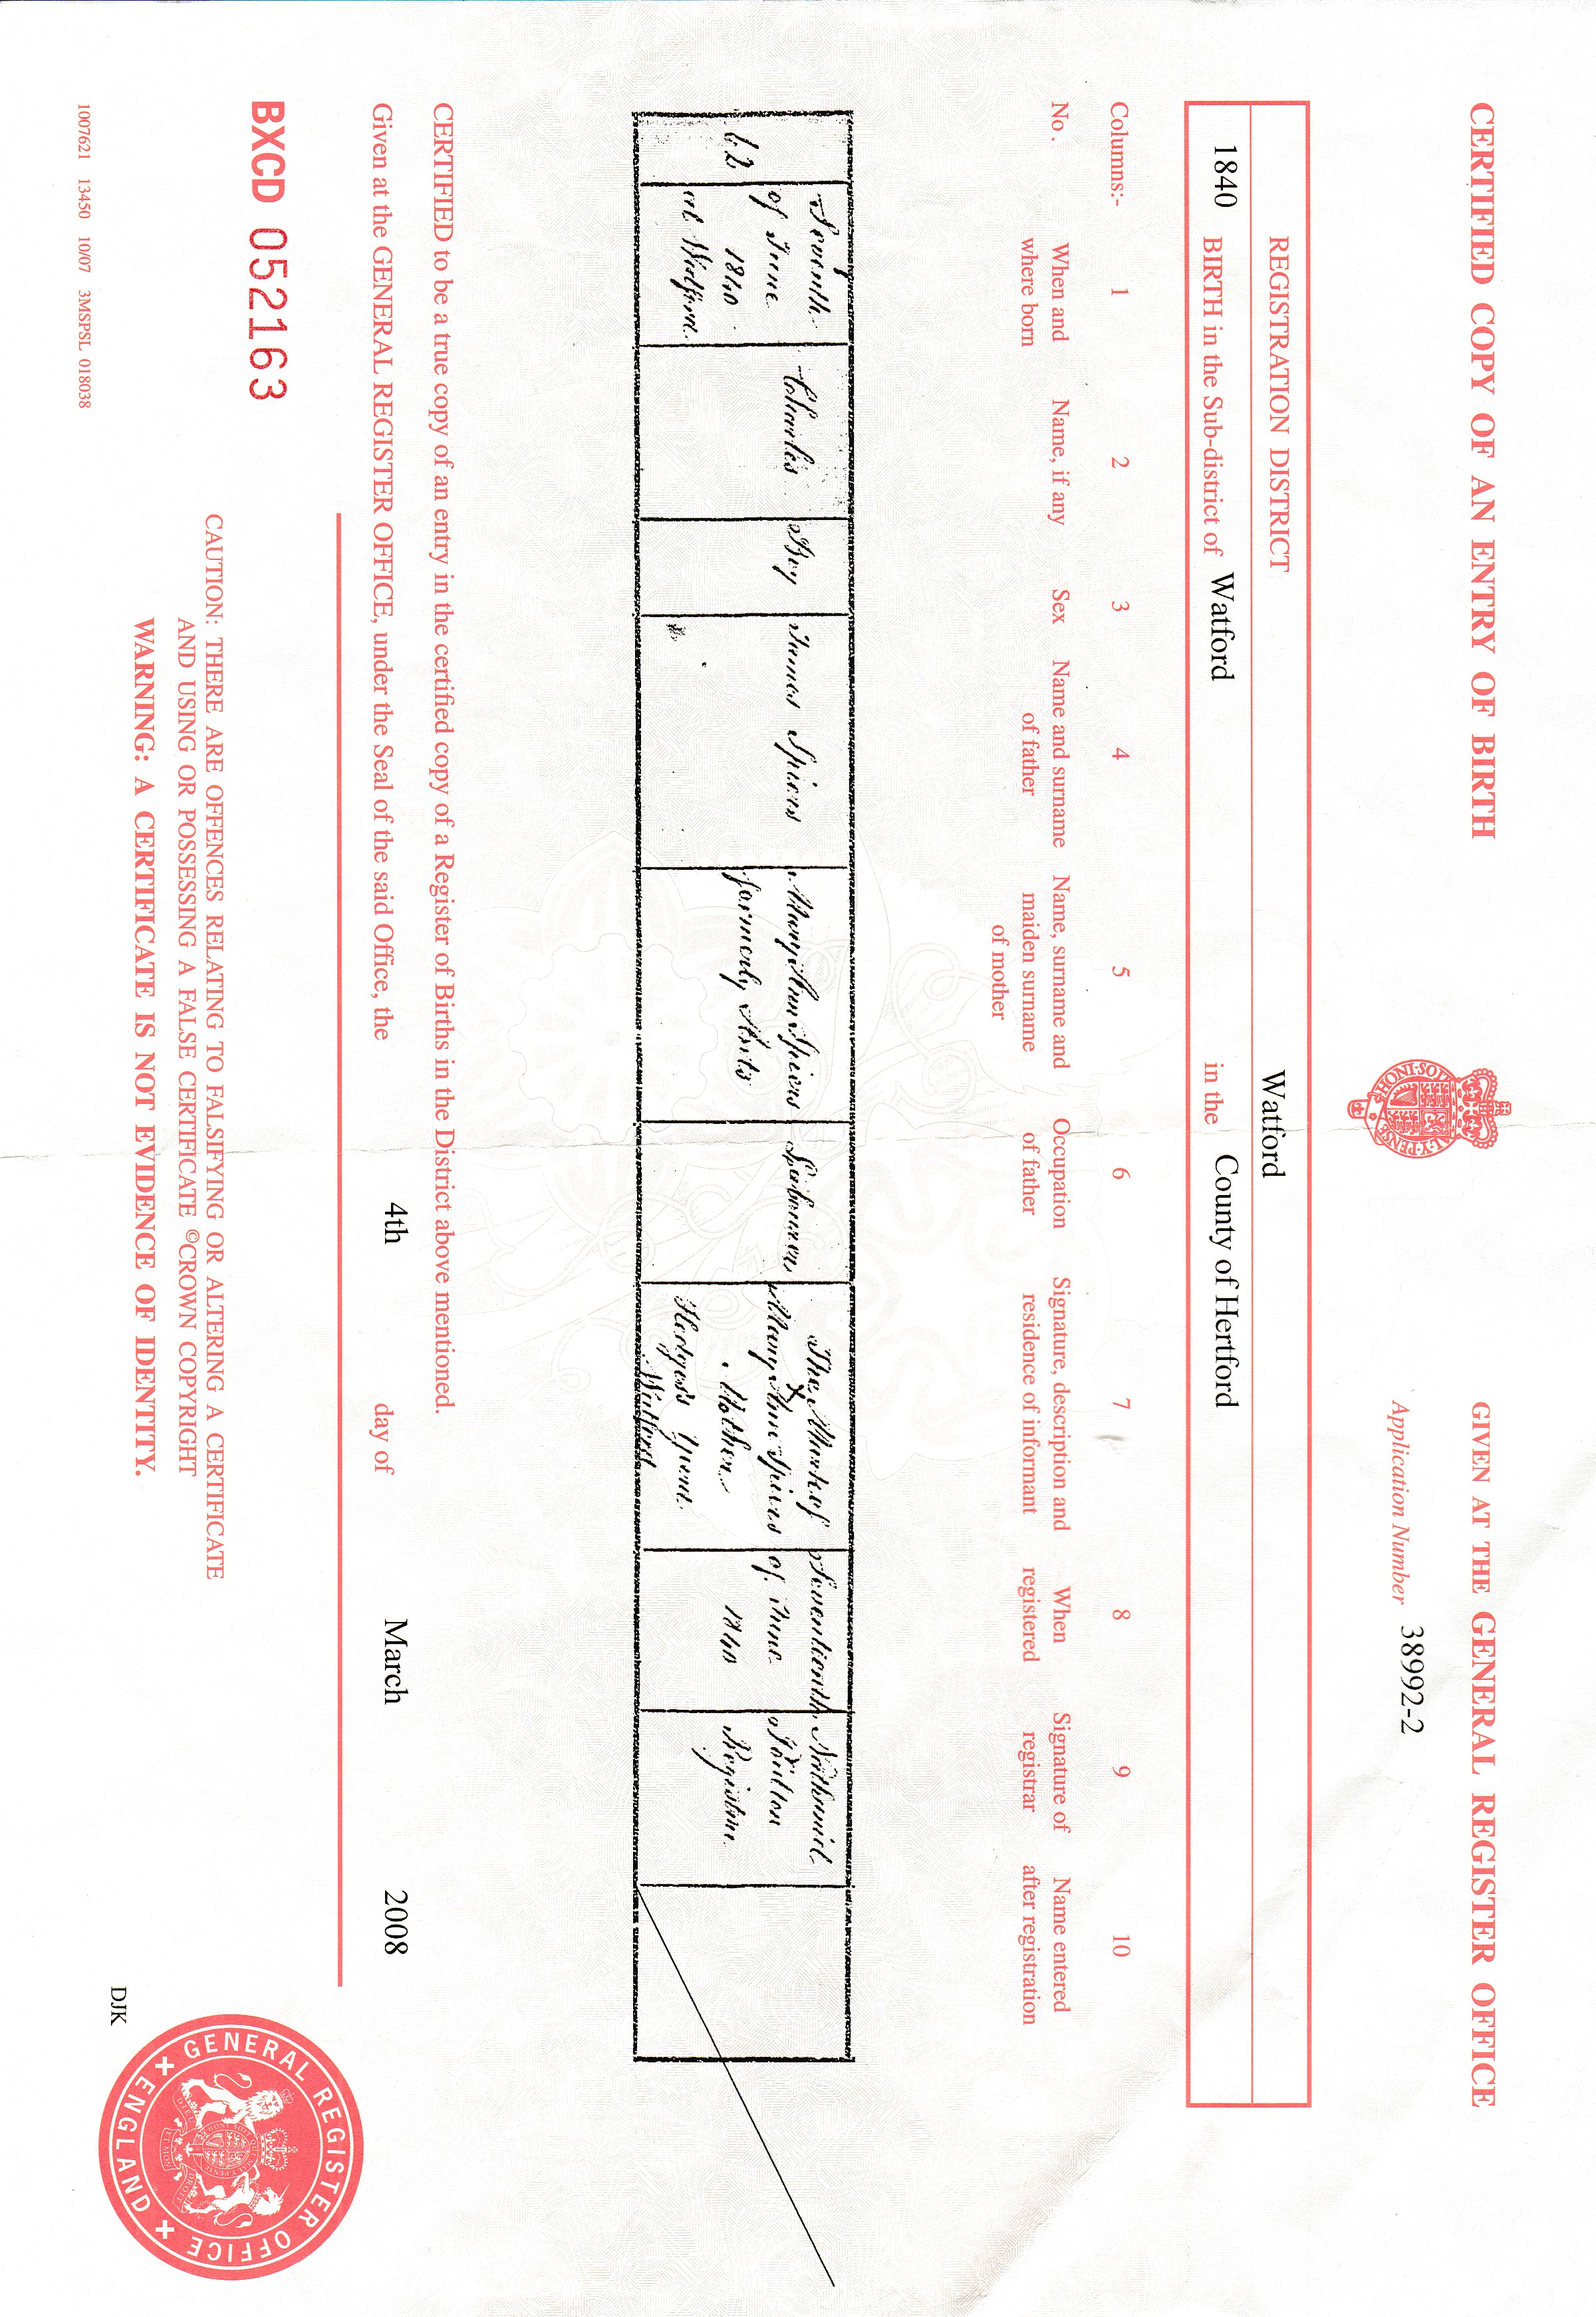 CERTIFIED COPY OF AN ENTRY OF BIRTH
GIVEN AT THE GENERAL REGISTER OFFICE
HONI·SOIT AL·Y·PENSE
Application Number 38992-2
REGISTRATION DISTRICT Watford
1840 BIRTH in the Sub-district of Watford in the County of Hertford
Columns:- 1 2 3 4 5 6 7 8 9 10
No.
When and
where born
Name, if any
Sex
Name and surname
of father
Name, surname and
maiden surname
of mother
Occupation
of father
Signature, description and
residence of informant
When
registered
Signature of
registrar
Name entered
after registration
62
Seventh
of June
1840
at Watford
Charles
Boy
James Spiers
Mary Ann Spiers
formerly
Labourer
The Mark of
X
Mary Ann Spiers
Mother
Hedges's Yard
Watford
Seventienth
of June
1840
Nathaniel
Poulton
Registrar
CERTIFIED to be a true copy of an entry in the certified copy of a Register of Births in the District above mentioned.
Given at the GENERAL REGISTER OFFICE, under the Seal of the said Office, the 4th day of March 2008
BXCD 052163
CAUTION: THERE ARE OFFENCES RELATING TO FALSIFYING OR ALTERING A CERTIFICATE
AND USING OR POSSESSING A FALSE CERTIFICATE ©CROWN COPYRIGHT
WARNING: A CERTIFICATE IS NOT EVIDENCE OF IDENTITY.
GENERAL REGISTER OFFICE
ENGLAND
DJK
1007621 13450 10/07 3MSPSL 018038